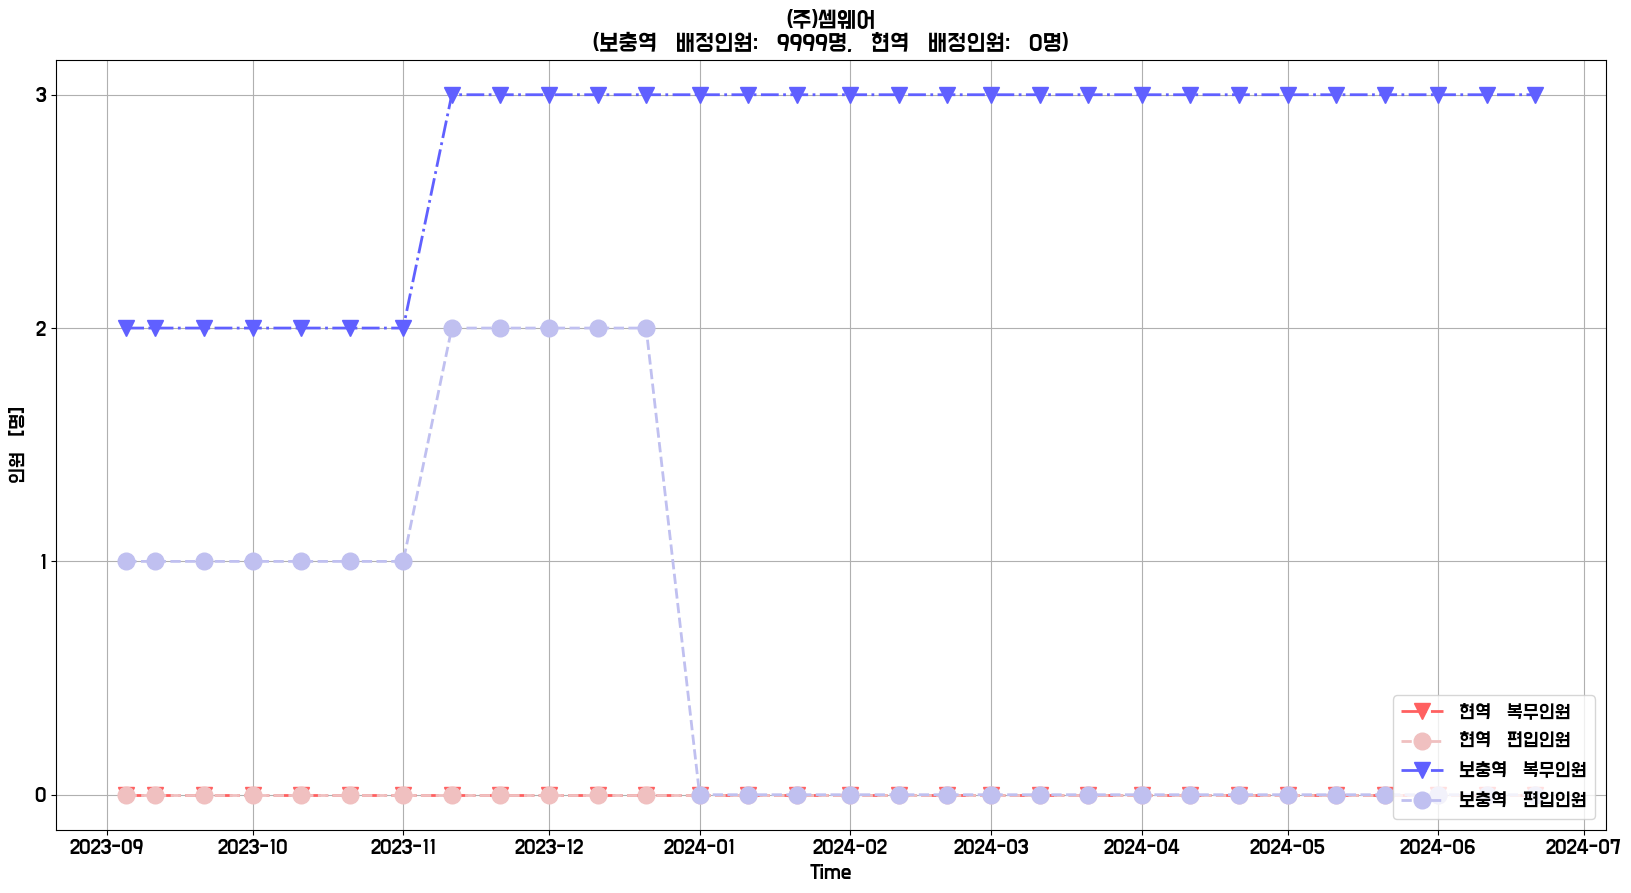 (주)셈웨어
(보충역 배정인원: 9999명, 현역 배정인원: 0명)
인원 [명]
3
2
1
0
현역 복무인원
현역 편입인원
보충역 복무인원
보충역 편입인원
2023-09 2023-10 2023-11 2023-12 2024-01 2024-02 2024-03 2024-04 2024-05 2024-06 2024-07
Time